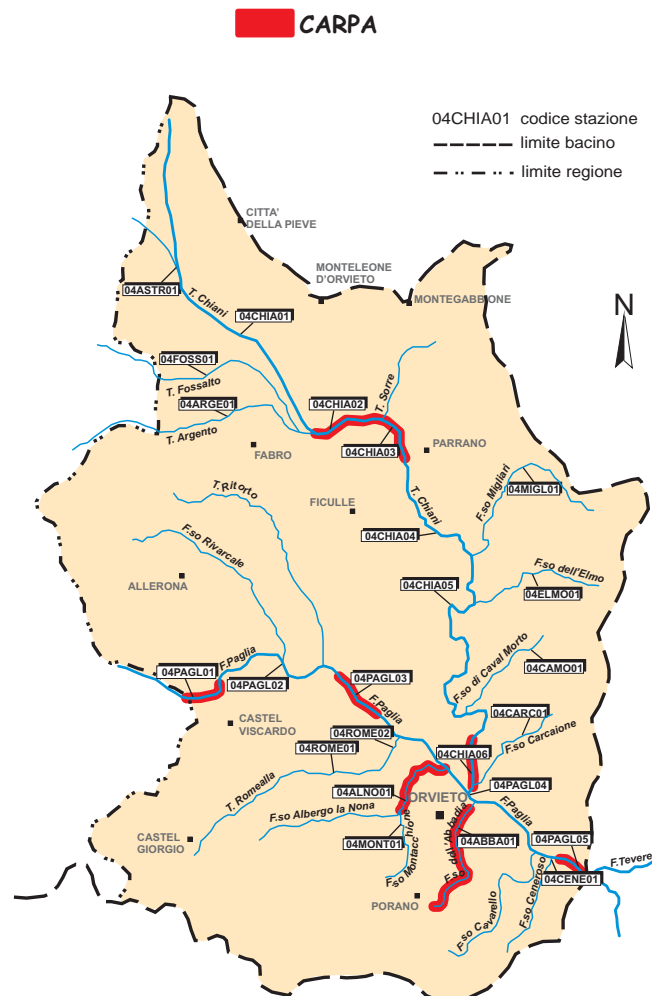 CARPA
04CHIA01 codice stazione
limite bacino
limite regione
CITTA'
DELLA PIEVE
MONTELEONE
D'ORVIETO
MONTEGABBIONE
N
04ASTR01
T. Chiani
04CHIA01
04FOSS01
T. Fossalto
04ARGE01
T. Argento
04CHIA02
T. Sorre
04CHIA03
FABRO
PARRANO
T.Ritorto
FICULLE
T. Chiani
F.so Migliari
04MIGL01
F.so Rivarcale
04CHIA04
ALLERONA
04CHIA05
F.so dell'Elmo
04ELMO01
F.so di Caval Morto
04CAMO01
04PAGL01
F.Paglia
04PAGL02
04PAGL03
F.Paglia
CASTEL
VISCARDO
04ROME02
04ROME01
04CARC01
F.so Carcaione
04CHIA06
T. Romealla
04ALNO01
ORVIETO
04PAGL04
F.Paglia
F.so Albergo la Nona
04MONT01
F.so Montacchione
F.so dell'Abbadia
04ABBA01
04PAGL05
CASTEL
GIORGIO
F.Tevere
04CENE01
PORANO
F.so Cavarello
F.so Ceneroso